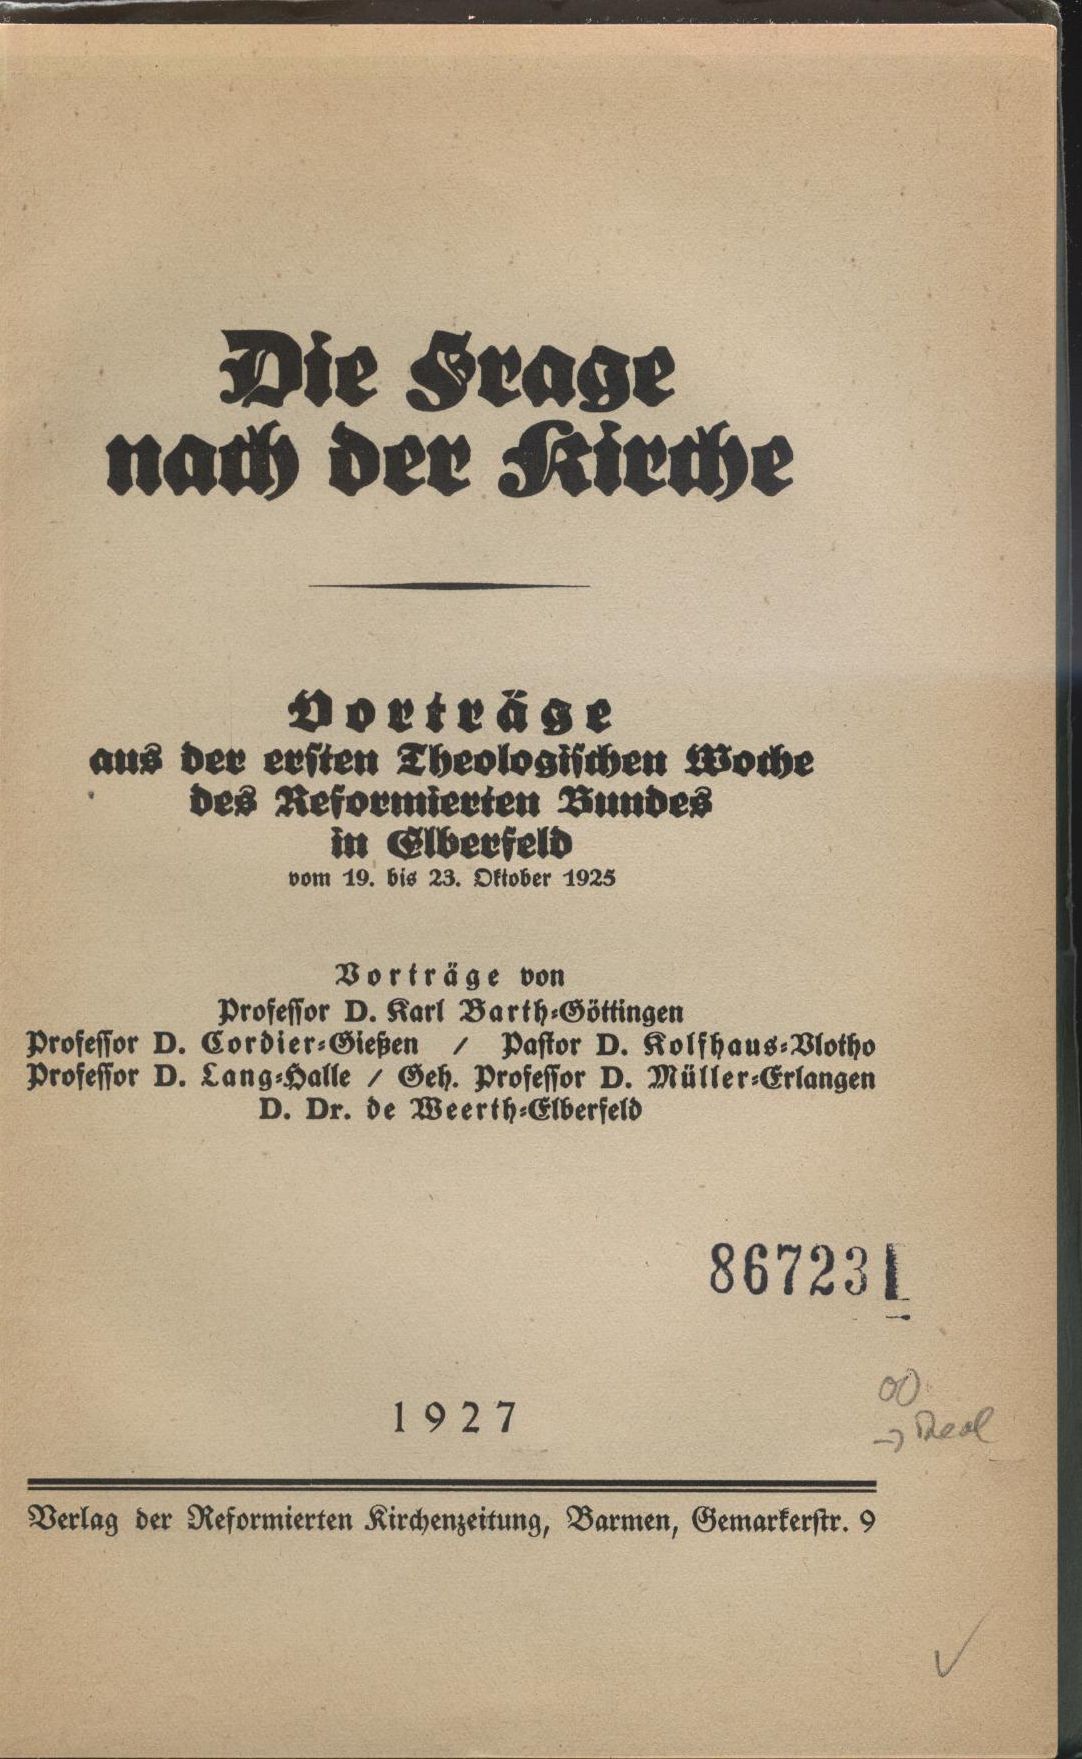 Die Frage
nach der Kirche
Vorträge
aus der ersten Theologischen Woche
des Reformierten Bundes
in Elberfeld
vom 19. bis 23. Oktober 1925
Vorträge von
Professor D. Karl Barth-Göttingen
Professor D. Cordier-Gießen / Pastor D. Kolfhaus-Vlotho
Professor D. Lang-Halle / Geh. Professor D. Müller-Erlangen
D. Dr. de Weerth-Elberfeld
867231
1927
Verlag der Reformierten Kirchenzeitung, Barmen, Gemarkerstr. 9